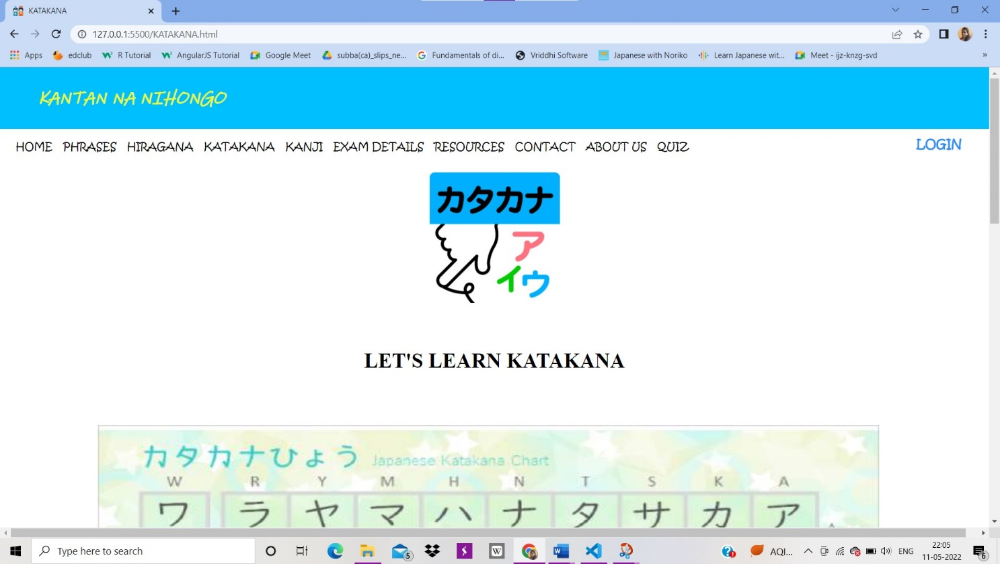 KATAKANA
127.0.0.1:5500/KATAKANA.html
Apps edclub R Tutorial AngularJS Tutorial Google Meet subba(ca)_slips_ne... Fundamentals of di... Vriddhi Software Japanese with Noriko Learn Japanese wit... Meet - ijz-knzg-svd »
KANTAN NA NIHONGO
HOME PHRASES HIRAGANA KATAKANA KANJI EXAM DETAILS RESOURCES CONTACT ABOUT US QUIZ LOGIN
カタカナ
ア
イウ
LET'S LEARN KATAKANA
カタカナひょう Japanese Katakana Chart
W R Y M H N T S K A
ワ ラ ヤ マ ハ ナ タ サ カ ア
Type here to search 5 AQI... ENG 22:05
11-05-2022 6